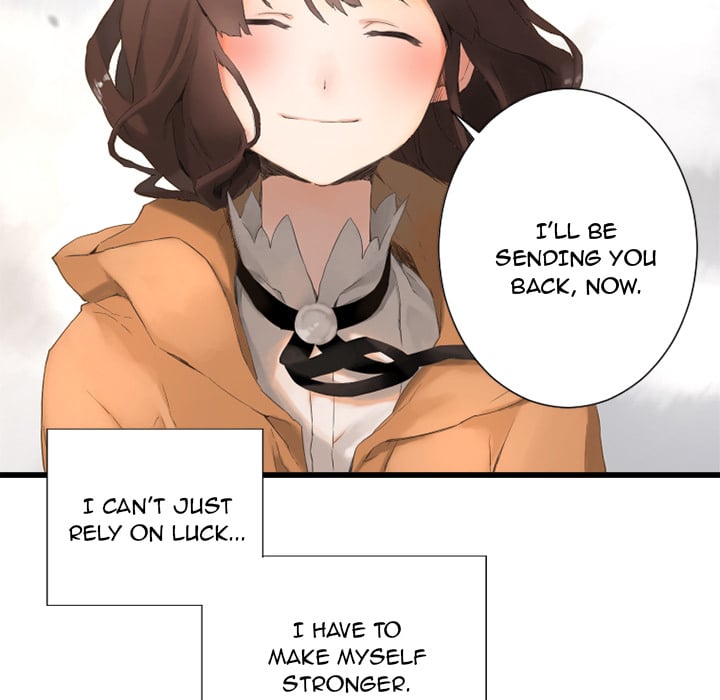 I'LL BE
SENDING YOU
BACK, NOW.
I CAN'T JUST
RELY ON LUCK...
I HAVE TO
MAKE MYSELF
STRONGER.